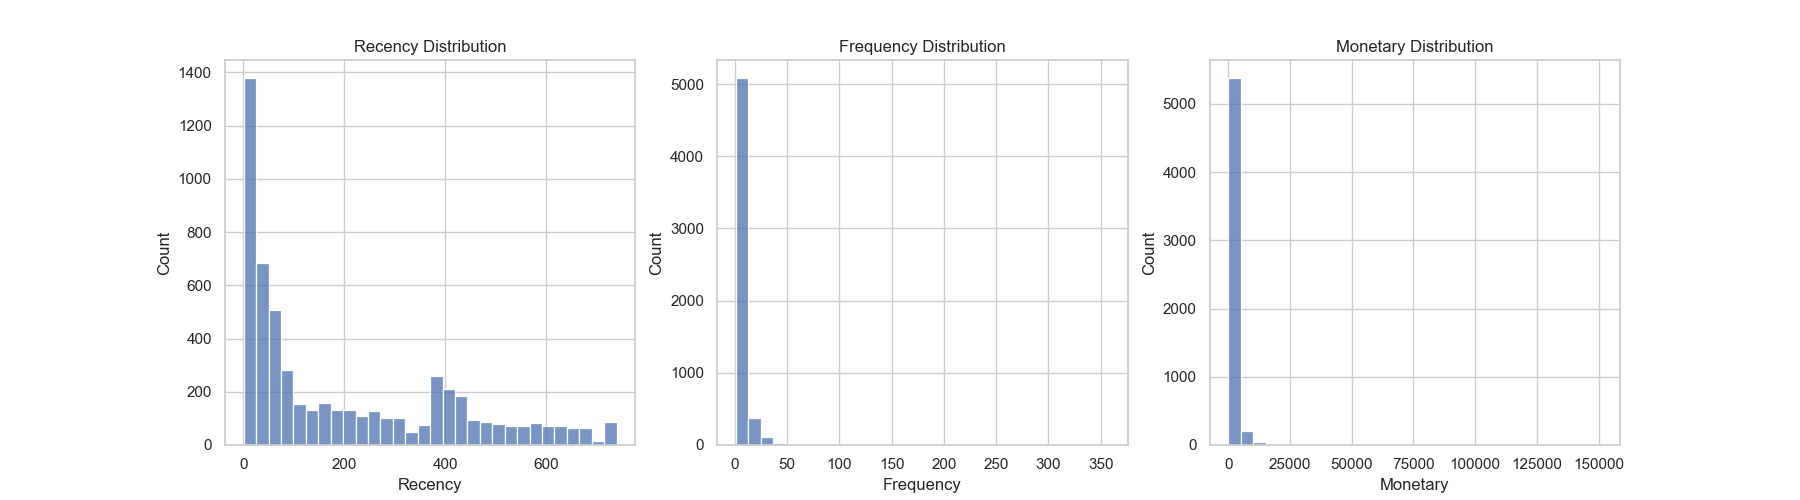 Recency Distribution
1400
1200
1000
800
600
400
200
0
Count
0 200 400 600
Recency
Frequency Distribution
5000
4000
3000
2000
1000
0
Count
0 50 100 150 200 250 300 350
Frequency
Monetary Distribution
5000
4000
3000
2000
1000
0
Count
0 25000 50000 75000 100000 125000 150000
Monetary